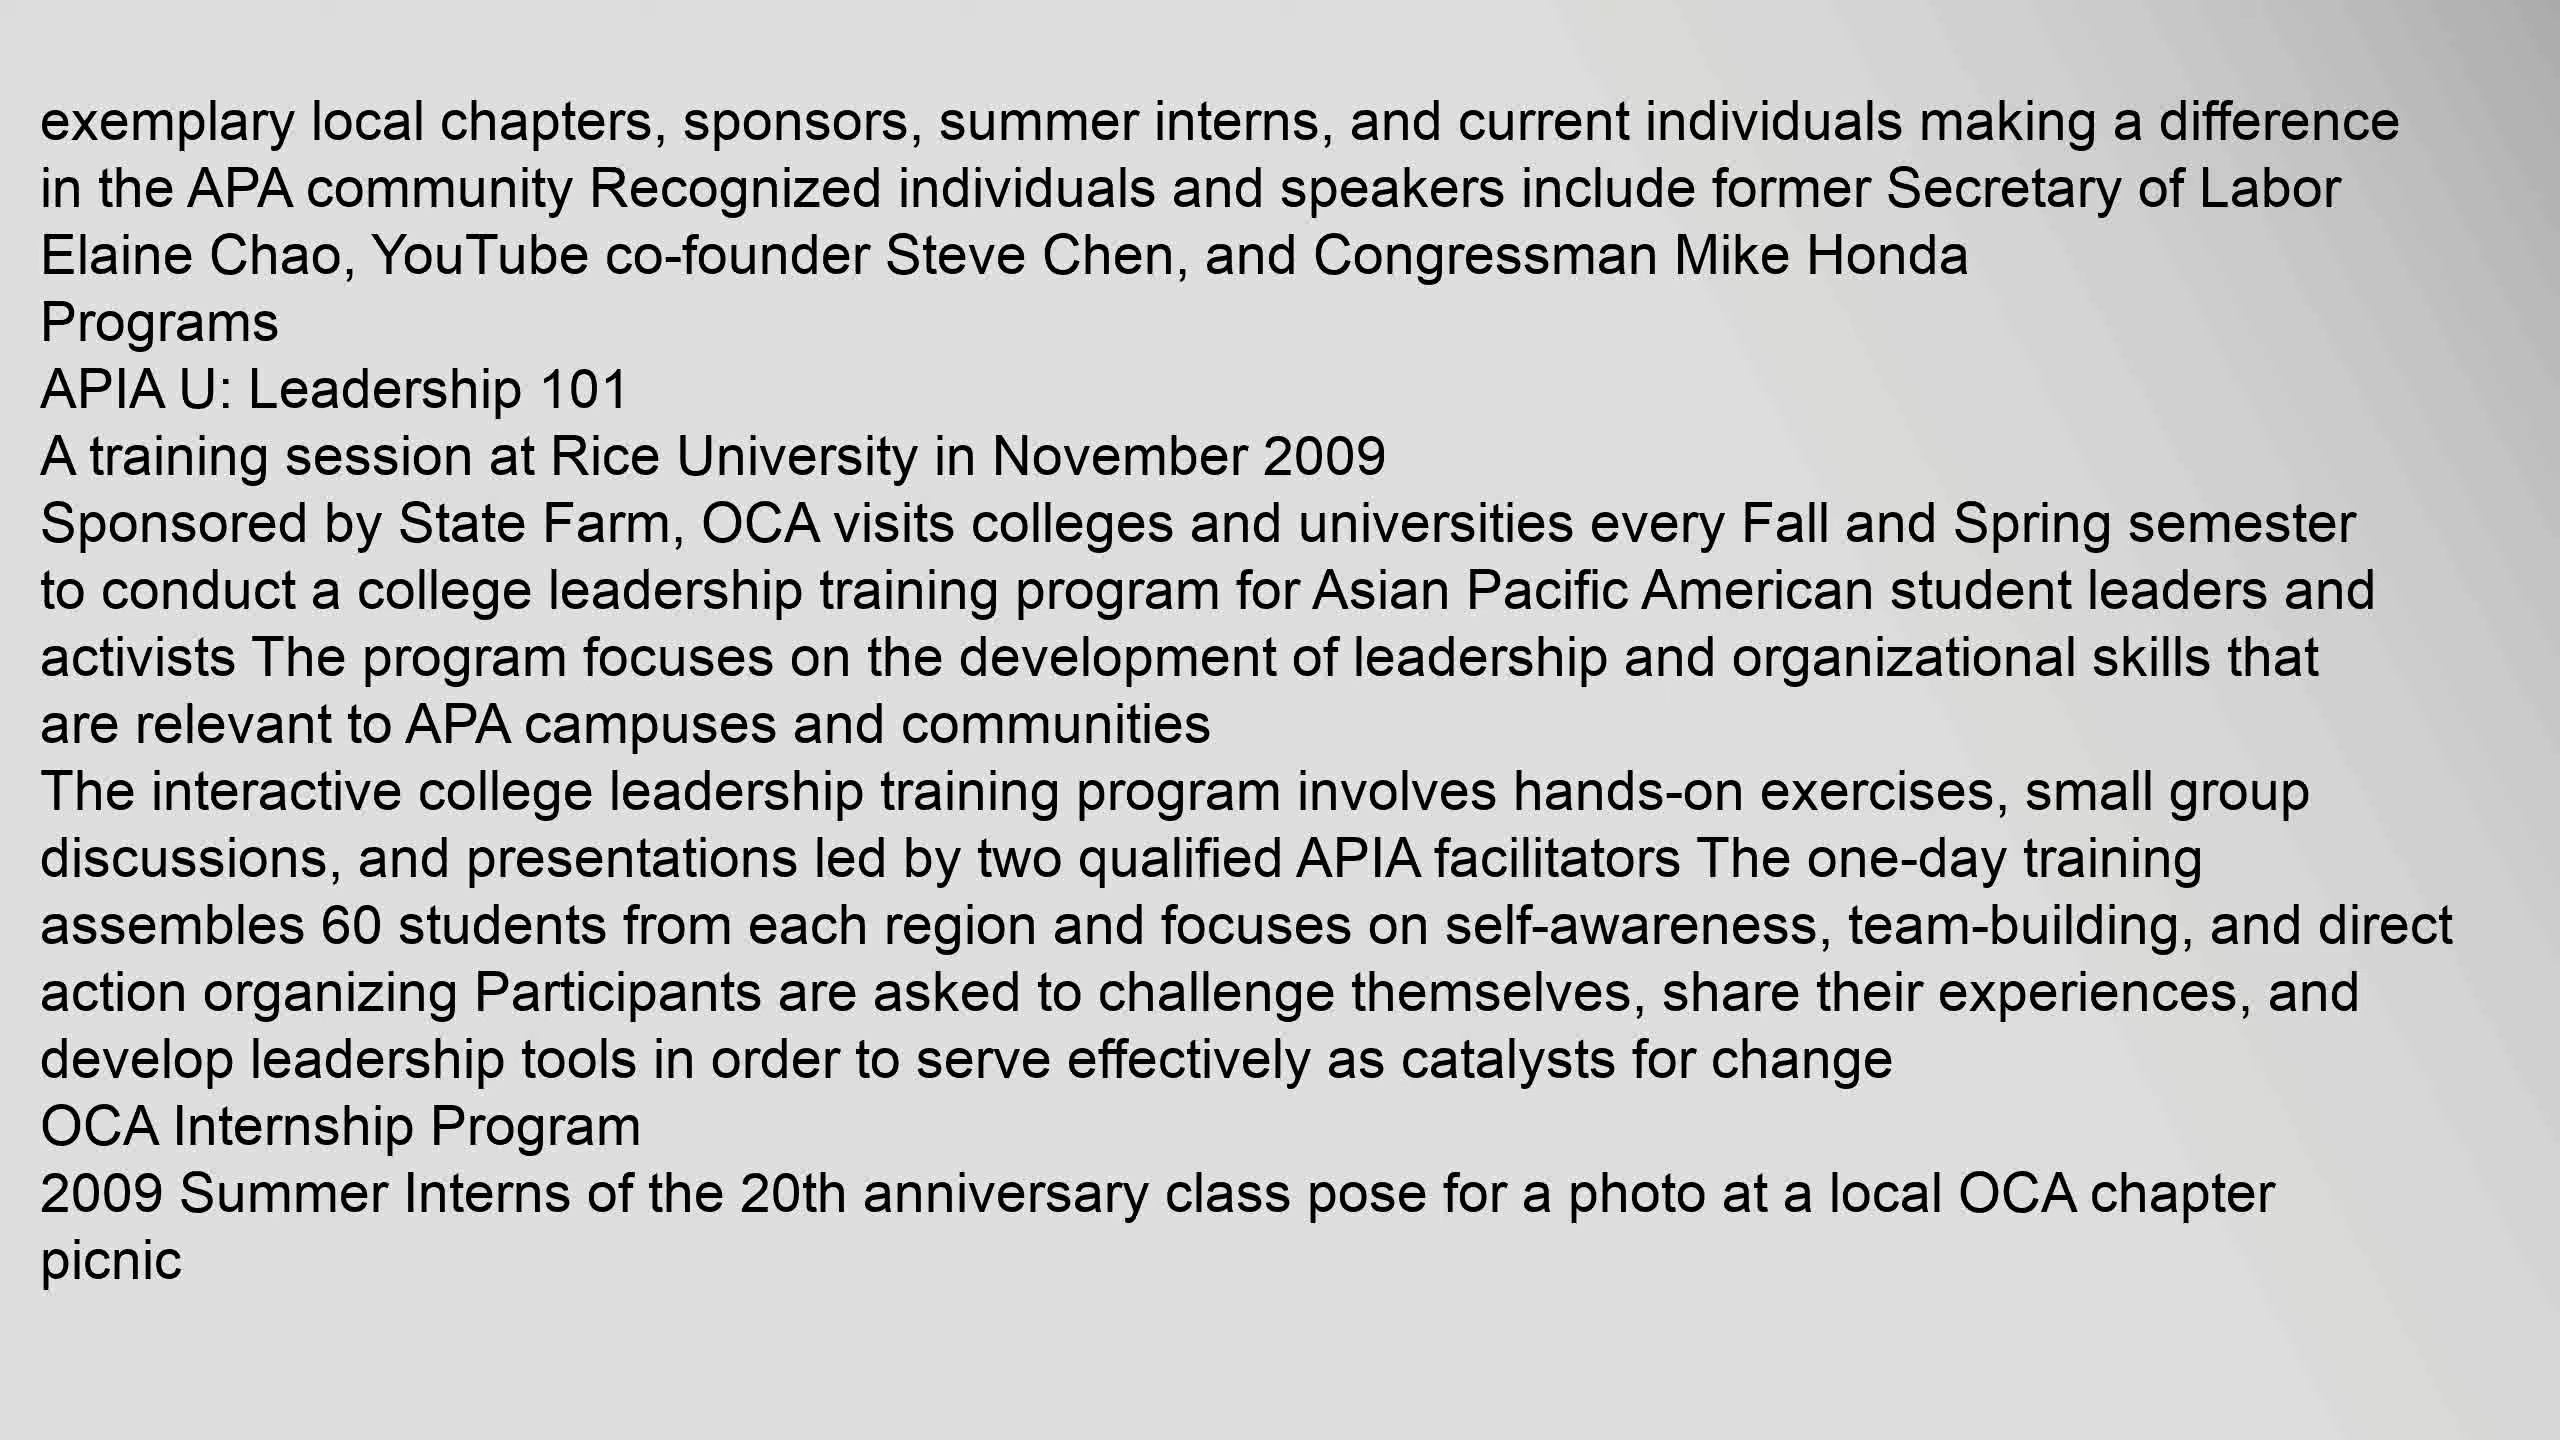 exemplary local chapters, sponsors, summer interns, and current individuals making a difference
in the APA community Recognized individuals and speakers include former Secretary of Labor
Elaine Chao, YouTube co-founder Steve Chen, and Congressman Mike Honda
Programs
APIA U: Leadership 101
A training session at Rice University in November 2009
Sponsored by State Farm, OCA visits colleges and universities every Fall and Spring semester
to conduct a college leadership training program for Asian Pacific American student leaders and
activists The program focuses on the development of leadership and organizational skills that
are relevant to APA campuses and communities
The interactive college leadership training program involves hands-on exercises, small group
discussions, and presentations led by two qualified APIA facilitators The one-day training
assembles 60 students from each region and focuses on self-awareness, team-building, and direct
action organizing Participants are asked to challenge themselves, share their experiences, and
develop leadership tools in order to serve effectively as catalysts for change
OCA Internship Program
2009 Summer Interns of the 20th anniversary class pose for a photo at a local OCA chapter
picnic